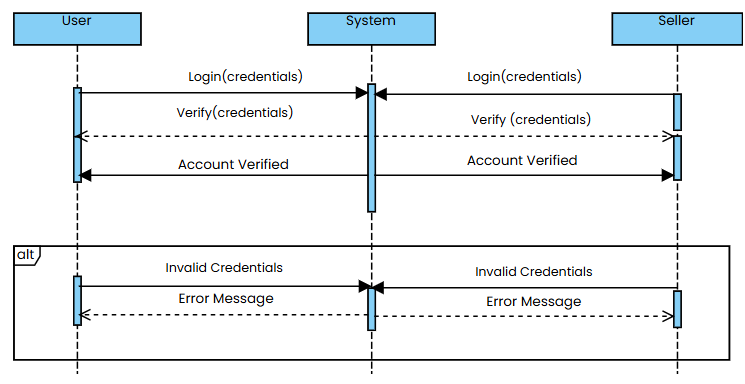 User
System
Seller
Login(credentials)
Login(credentials)
Verify(credentials)
Verify (credentials)
Account Verified
Account Verified
alt
Invalid Credentials
Invalid Credentials
Error Message
Error Message